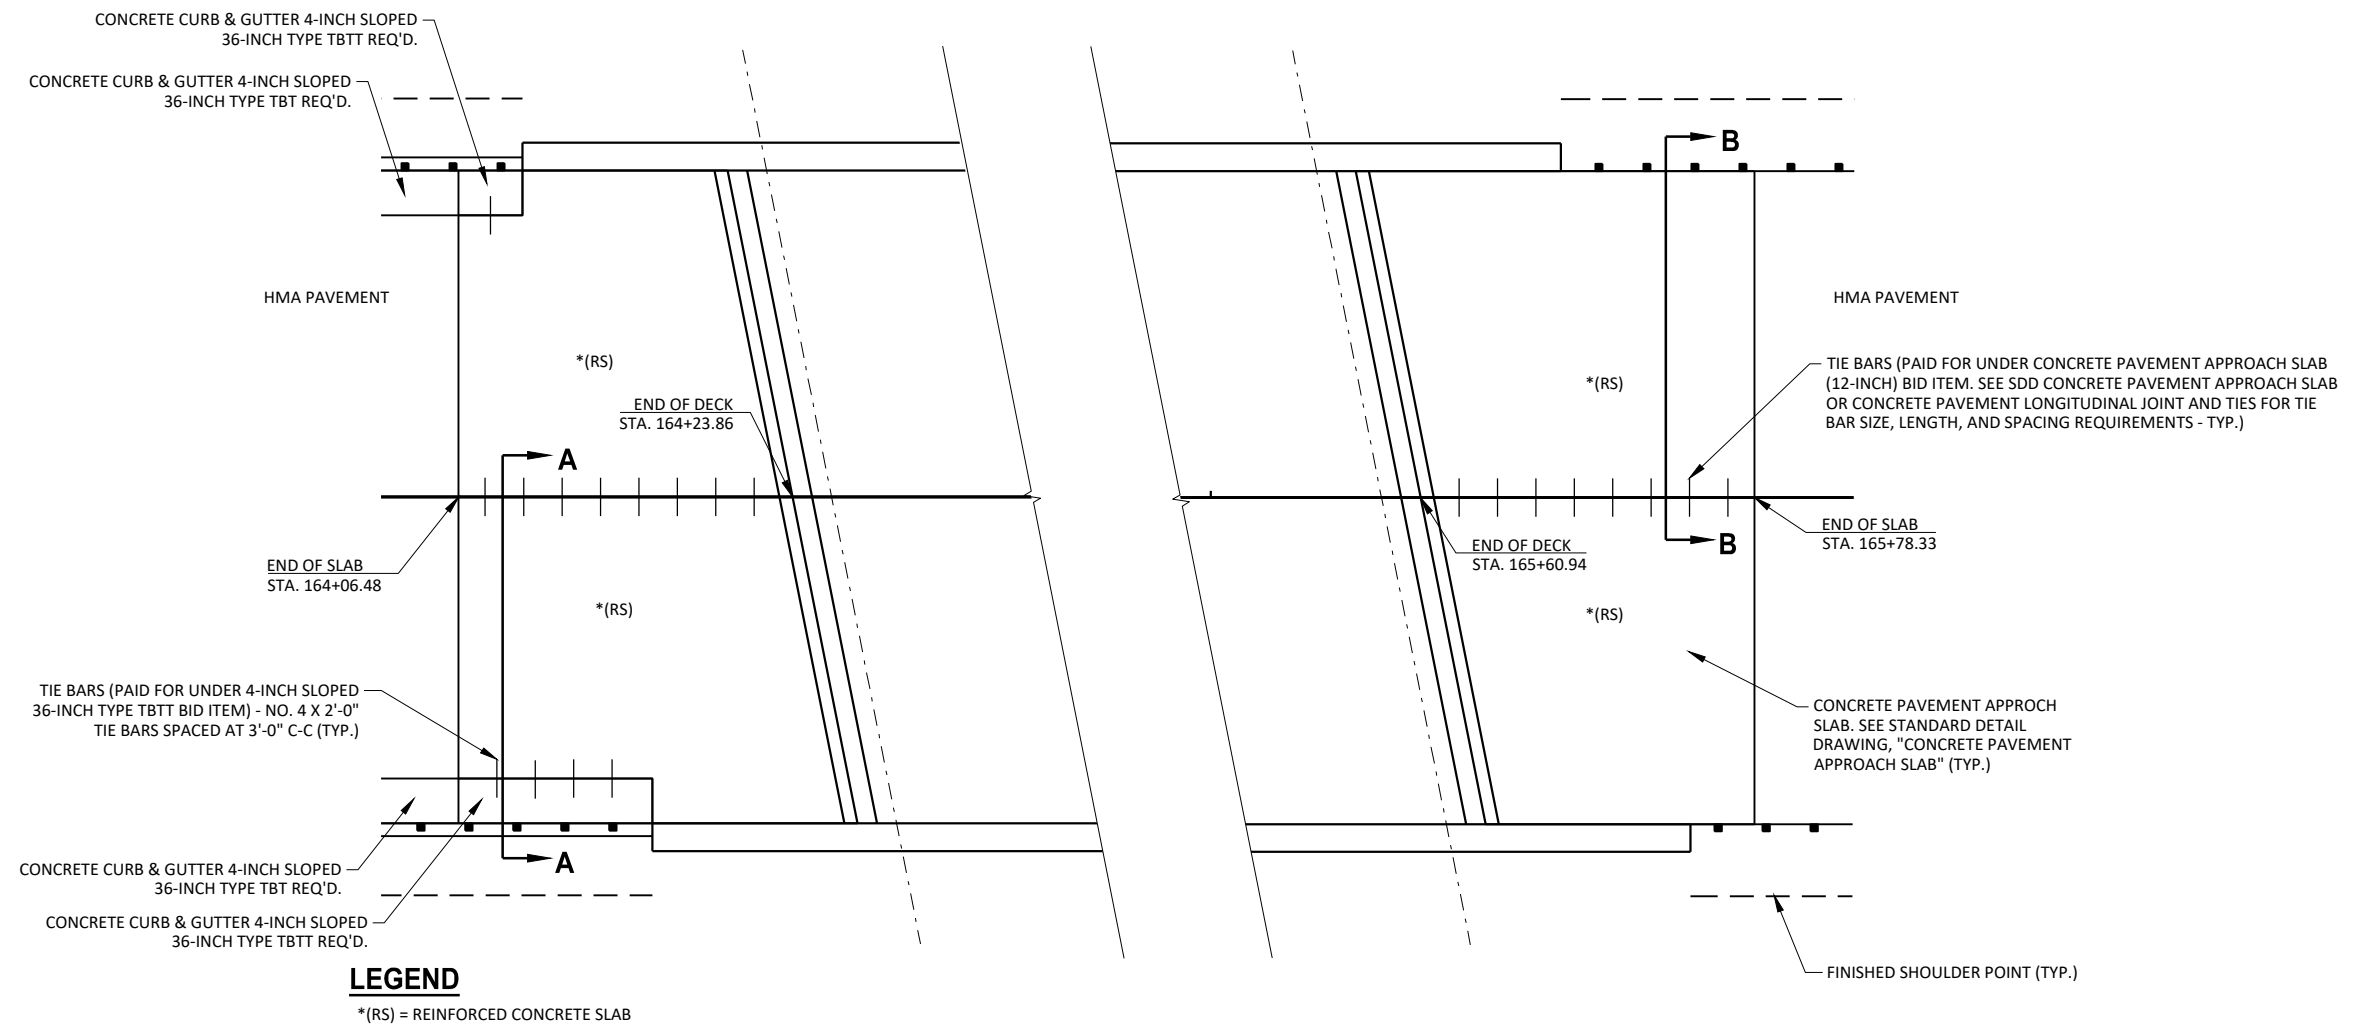 CONCRETE CURB & GUTTER 4-INCH SLOPED
36-INCH TYPE TBTT REQ'D.
CONCRETE CURB & GUTTER 4-INCH SLOPED
36-INCH TYPE TBT REQ'D.
B
HMA PAVEMENT
HMA PAVEMENT
*(RS)
*(RS)
TIE BARS (PAID FOR UNDER CONCRETE PAVEMENT APPROACH SLAB
(12-INCH) BID ITEM. SEE SDD CONCRETE PAVEMENT APPROACH SLAB
OR CONCRETE PAVEMENT LONGITUDINAL JOINT AND TIES FOR TIE
BAR SIZE, LENGTH, AND SPACING REQUIREMENTS - TYP.)
END OF DECK
STA. 164+23.86
A
END OF SLAB
STA. 164+06.48
END OF DECK
STA. 165+60.94
B
END OF SLAB
STA. 165+78.33
*(RS)
*(RS)
TIE BARS (PAID FOR UNDER 4-INCH SLOPED
36-INCH TYPE TBTT BID ITEM) - NO. 4 X 2'-0"
TIE BARS SPACED AT 3'-0" C-C (TYP.)
CONCRETE PAVEMENT APPROCH
SLAB. SEE STANDARD DETAIL
DRAWING, "CONCRETE PAVEMENT
APPROACH SLAB" (TYP.)
A
CONCRETE CURB & GUTTER 4-INCH SLOPED
36-INCH TYPE TBT REQ'D.
CONCRETE CURB & GUTTER 4-INCH SLOPED
36-INCH TYPE TBTT REQ'D.
FINISHED SHOULDER POINT (TYP.)
LEGEND
*(RS) = REINFORCED CONCRETE SLAB